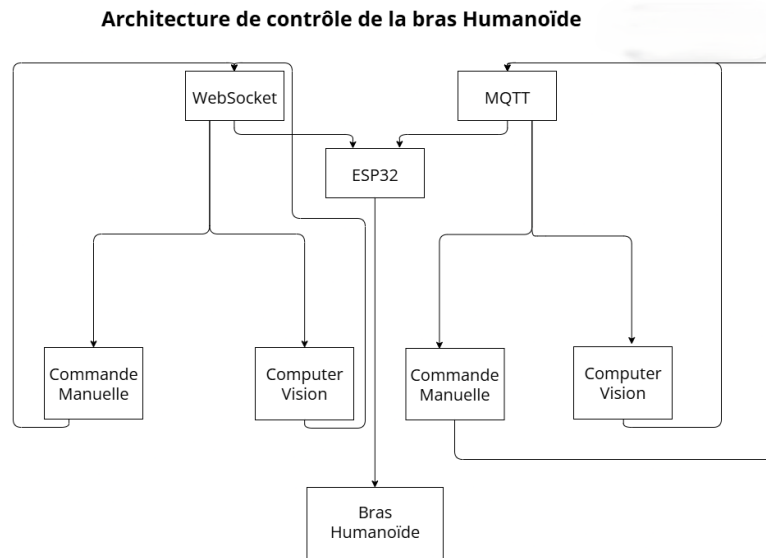 Architecture de contrôle de la bras Humanoïde
WebSocket
MQTT
ESP32
Commande
Manuelle
Computer
Vision
Commande
Manuelle
Computer
Vision
Bras
Humanoïde